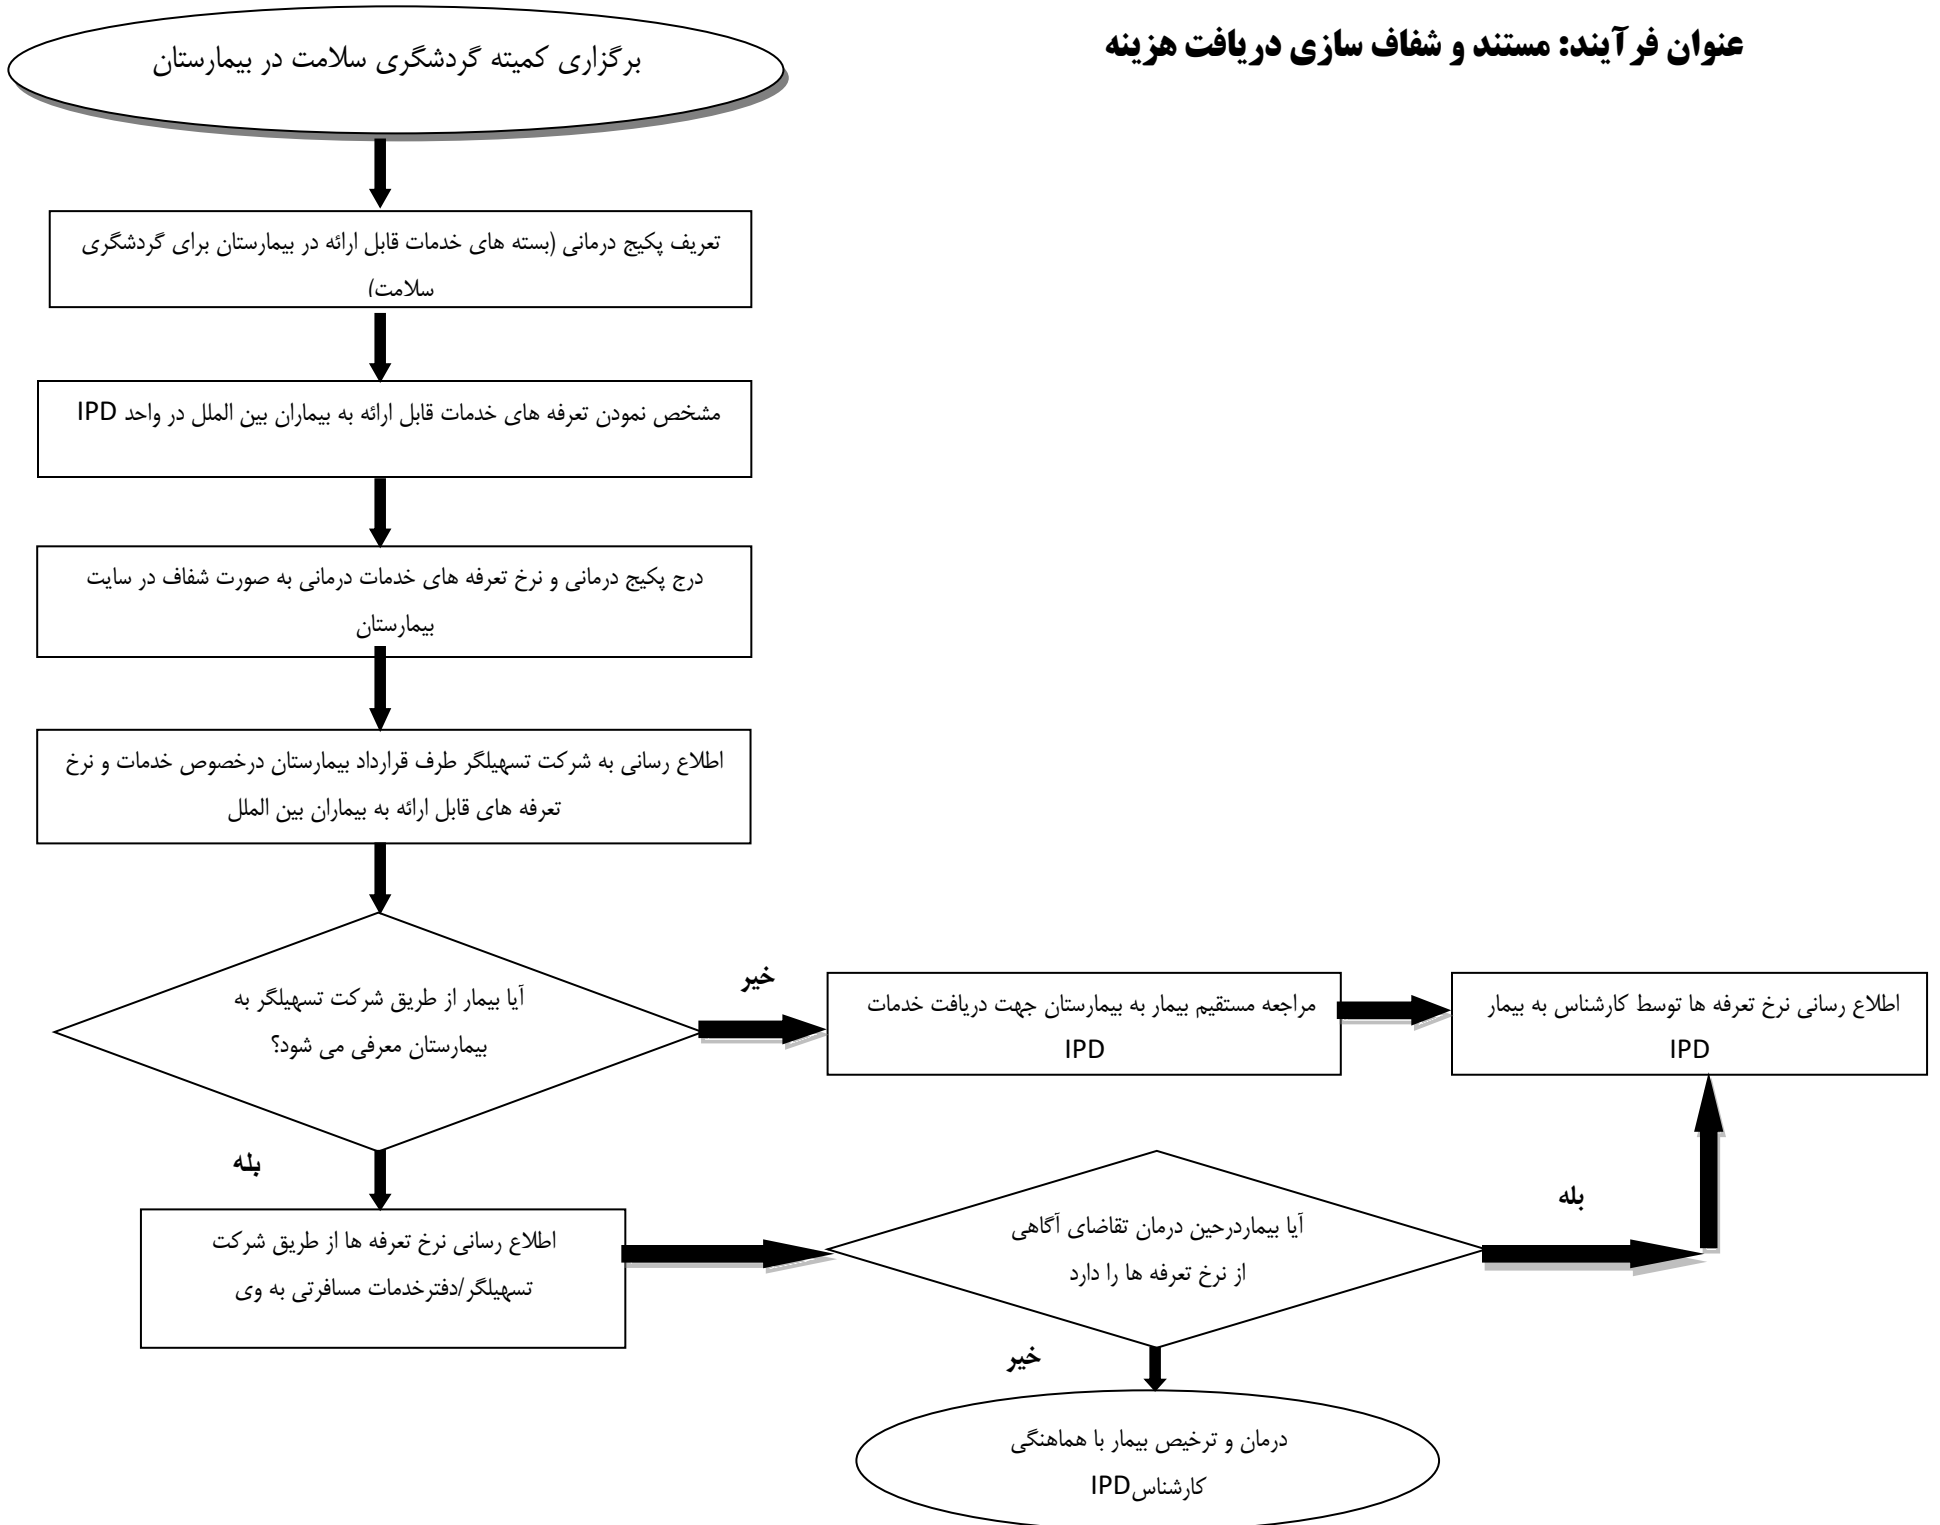 عنوان فرآیند: مستند و شفاف سازی دریافت هزینه
برگزاری کمیته گردشگری سلامت در بیمارستان
تعریف پکیج درمانی (بسته های خدمات قابل ارائه در بیمارستان برای گردشگری
سلامت)
مشخص نمودن تعرفه های خدمات قابل ارائه به بیماران بین الملل در واحد IPD
درج پکیج درمانی و نرخ تعرفه های خدمات درمانی به صورت شفاف در سایت
بیمارستان
اطلاع رسانی به شرکت تسهیلگر طرف قرارداد بیمارستان درخصوص خدمات و نرخ
تعرفه های قابل ارائه به بیماران بین الملل
آیا بیمار از طریق شرکت تسهیلگر به
بیمارستان معرفی می شود؟
خیر
مراجعه مستقیم بیمار به بیمارستان جهت دریافت خدمات
IPD
اطلاع رسانی نرخ تعرفه ها توسط کارشناس به بیمار
IPD
بله
اطلاع رسانی نرخ تعرفه ها از طریق شرکت
تسهیلگر/دفترخدمات مسافرتی به وی
آیا بیماردرحین درمان تقاضای آگاهی
از نرخ تعرفه ها را دارد
بله
خیر
درمان و ترخیص بیمار با هماهنگی
کارشناسIPD